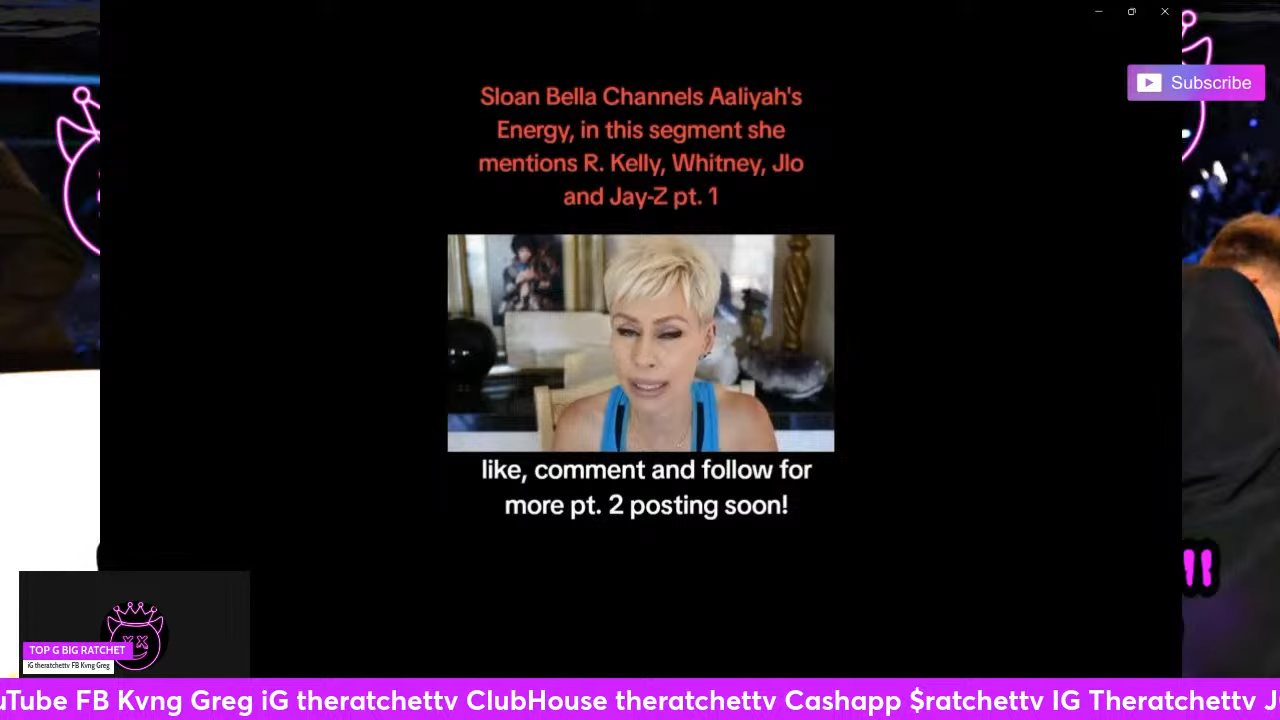 Subscribe
Sloan Bella Channels Aaliyah's
Energy, in this segment she
mentions R. Kelly, Whitney, Jlo
and Jay-Z pt. 1
like, comment and follow for
more pt. 2 posting soon!
!!
TOP G BIG RATCHET
iG theratchettv FB Kvng Greg
uTube FB Kvng Greg iG theratchettv ClubHouse theratchettv Cashapp $ratchettv IG Theratchettv J